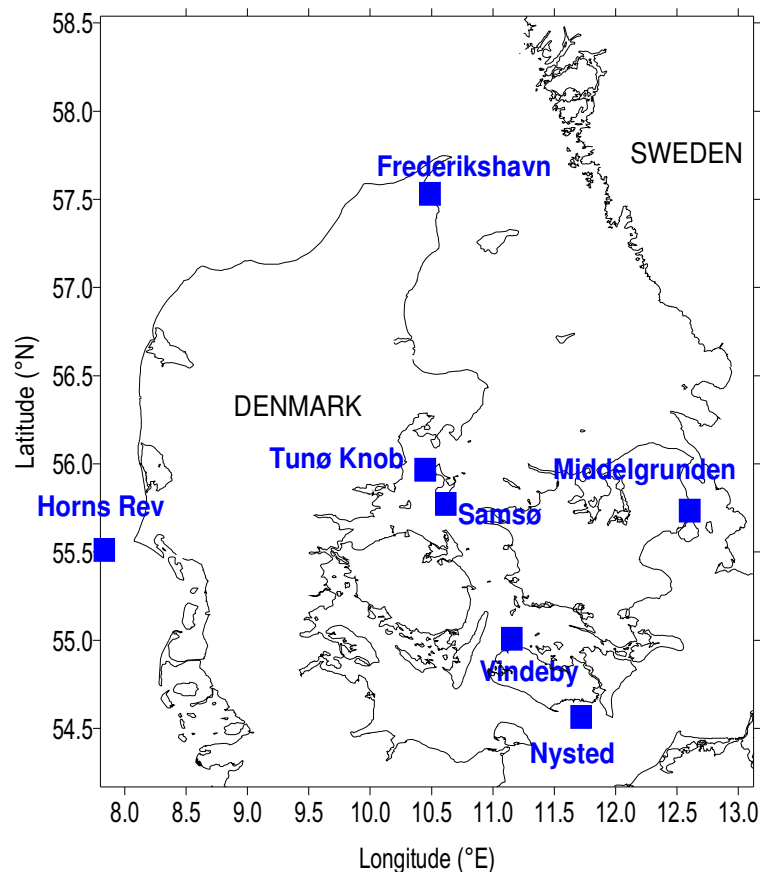 58.5
58.0
SWEDEN
Frederikshavn
57.5
57.0
Latitude (°N)
56.5
DENMARK
Tunø Knob
56.0
Middelgrunden
Horns Rev
Samsø
55.5
55.0
Vindeby
54.5
Nysted
8.0 8.5 9.0 9.5 10.0 10.5 11.0 11.5 12.0 12.5 13.0
Longitude (°E)